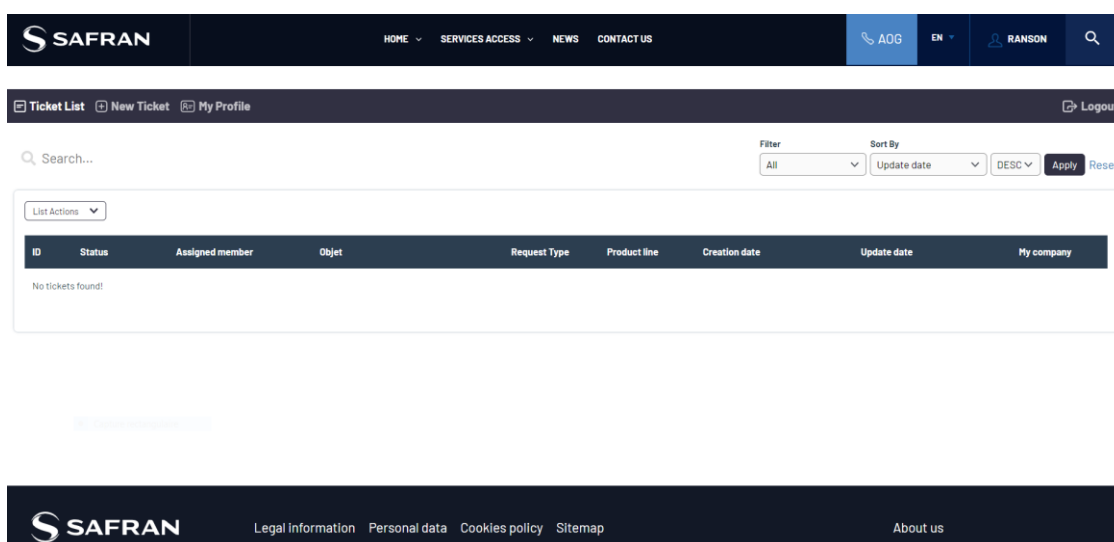 SAFRAN HOME SERVICES ACCESS NEWS CONTACT US AOG EN RANSON
Ticket List New Ticket My Profile Logou
Filter Sort By
Search... All Update date DESC Apply Rese
List Actions
ID Status Assigned member Objet Request Type Product line Creation date Update date My company
No tickets found!
SAFRAN Legal information Personal data Cookies policy Sitemap About us